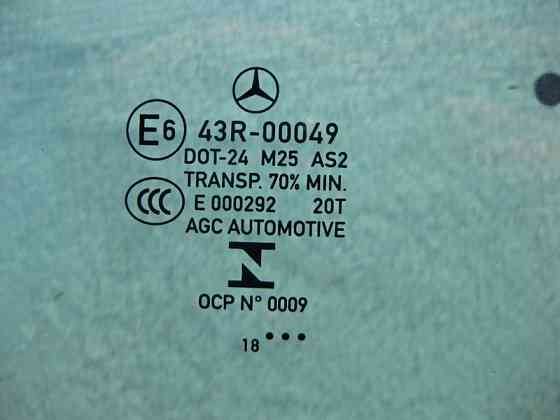 E6 43R-00049
DOT-24 M25 AS2
TRANSP. 70% MIN.
CCC E 000292 20T
AGC AUTOMOTIVE
OCP N° 0009
18 •••